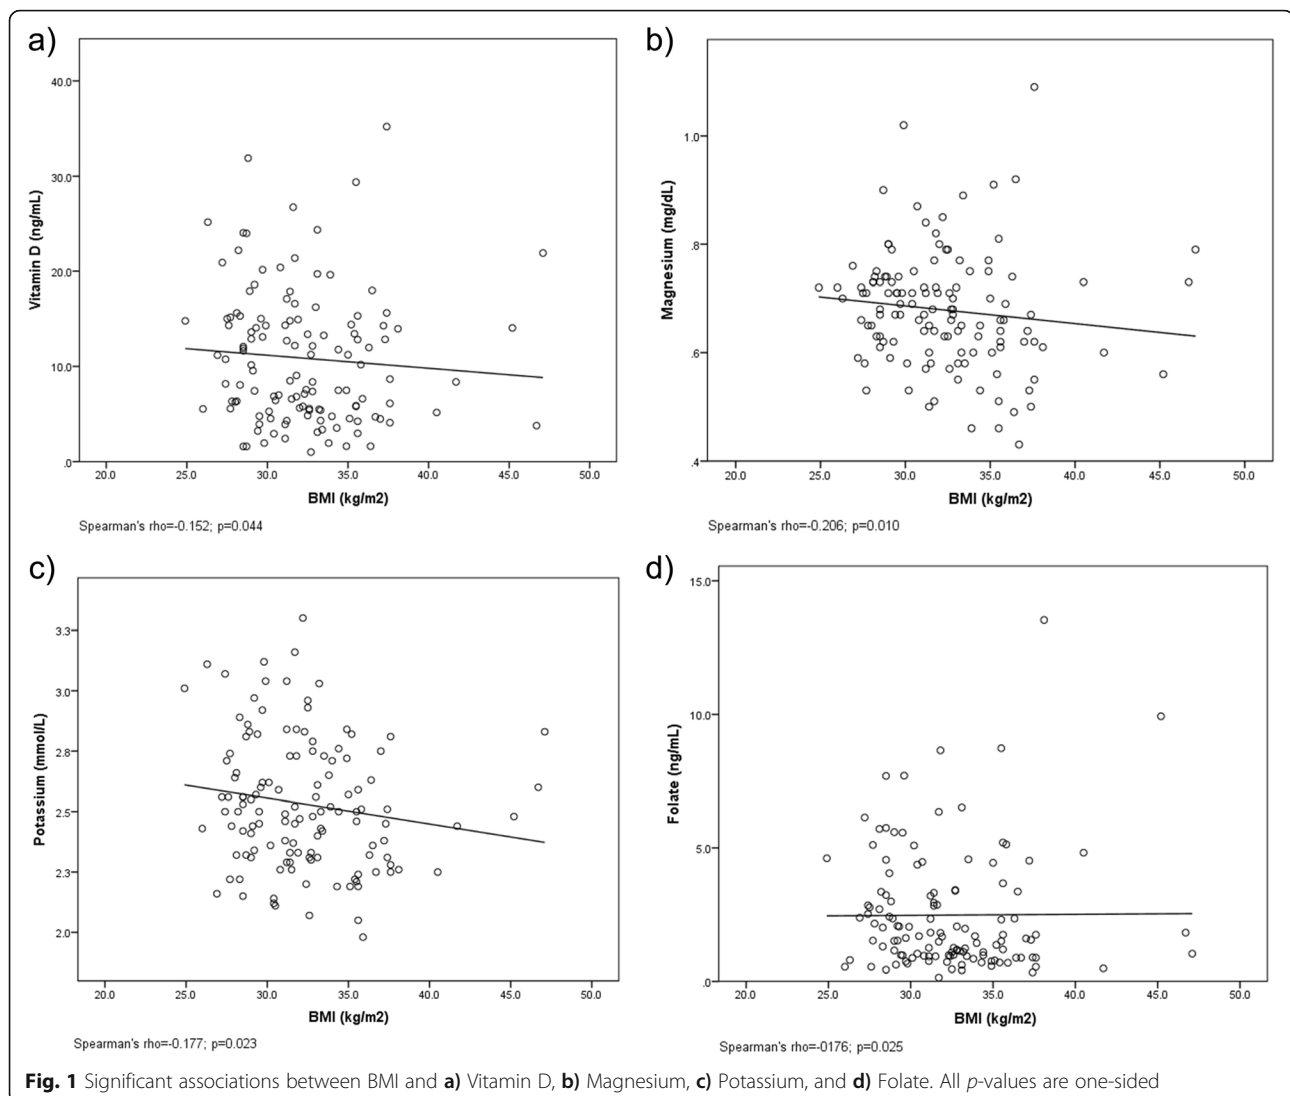 a)
40.0
30.0
20.0
10.0
.0
Vitamin D (ng/mL)
20.0 25.0 30.0 35.0 40.0 45.0 50.0
BMI (kg/m2)
Spearman's rho=-0.152; p=0.044
b)
1.0
.8
.6
.4
Magnesium (mg/dL)
20.0 25.0 30.0 35.0 40.0 45.0 50.0
BMI (kg/m2)
Spearman's rho=-0.206; p=0.010
c)
3.3
3.0
2.8
2.5
2.3
2.0
Potassium (mmol/L)
20.0 25.0 30.0 35.0 40.0 45.0 50.0
BMI (kg/m2)
Spearman's rho=-0.177; p=0.023
d)
15.0
10.0
5.0
.0
Folate (ng/mL)
20.0 25.0 30.0 35.0 40.0 45.0 50.0
BMI (kg/m2)
Spearman's rho=-0176; p=0.025
Fig. 1 Significant associations between BMI and a) Vitamin D, b) Magnesium, c) Potassium, and d) Folate. All p-values are one-sided